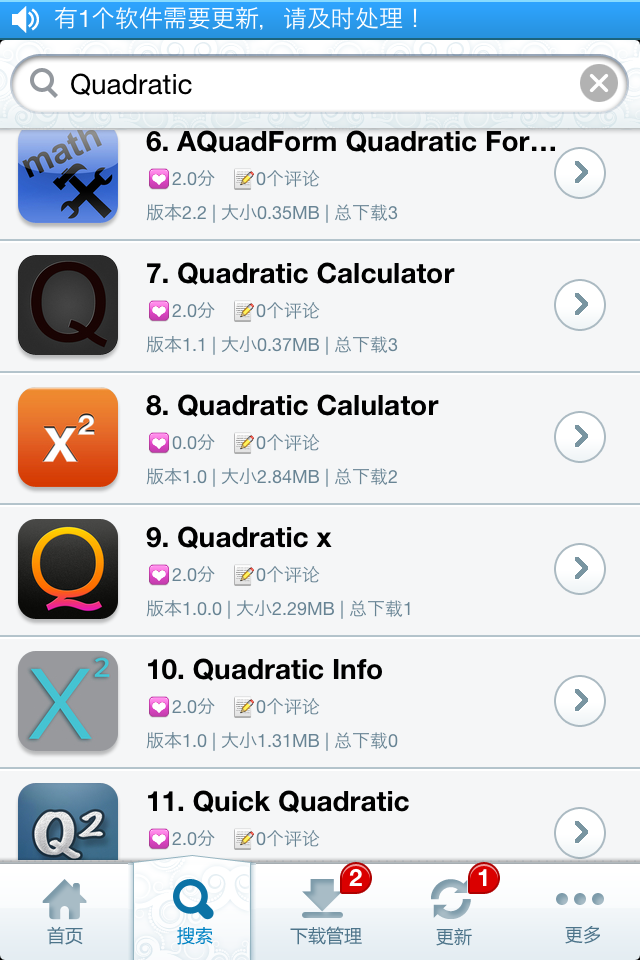 有1个软件需要更新，请及时处理！
Quadratic
math
6. AQuadForm Quadratic For...
2.0分 0个评论
版本2.2 | 大小0.35MB | 总下载3
Q
7. Quadratic Calculator
2.0分 0个评论
版本1.1 | 大小0.37MB | 总下载3
x²
8. Quadratic Calulator
0.0分 0个评论
版本1.0 | 大小2.84MB | 总下载2
Q
9. Quadratic x
2.0分 0个评论
版本1.0.0 | 大小2.29MB | 总下载1
X²
10. Quadratic Info
2.0分 0个评论
版本1.0 | 大小1.31MB | 总下载0
Q²
11. Quick Quadratic
2.0分 0个评论
2 1
首页 搜索 下载管理 更新 更多